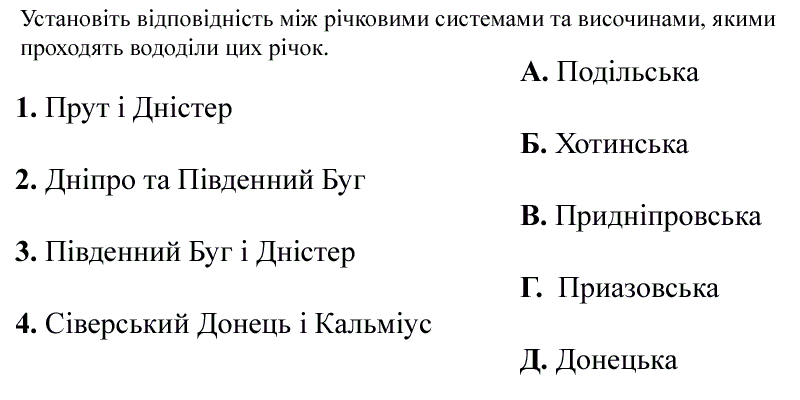 Установіть відповідність між річковими системами та височинами, якими
проходять вододіли цих річок.
1. Прут і Дністер
2. Дніпро та Південний Буг
3. Південний Буг і Дністер
4. Сіверський Донець і Кальміус
А. Подільська
Б. Хотинська
В. Придніпровська
Г. Приазовська
Д. Донецька